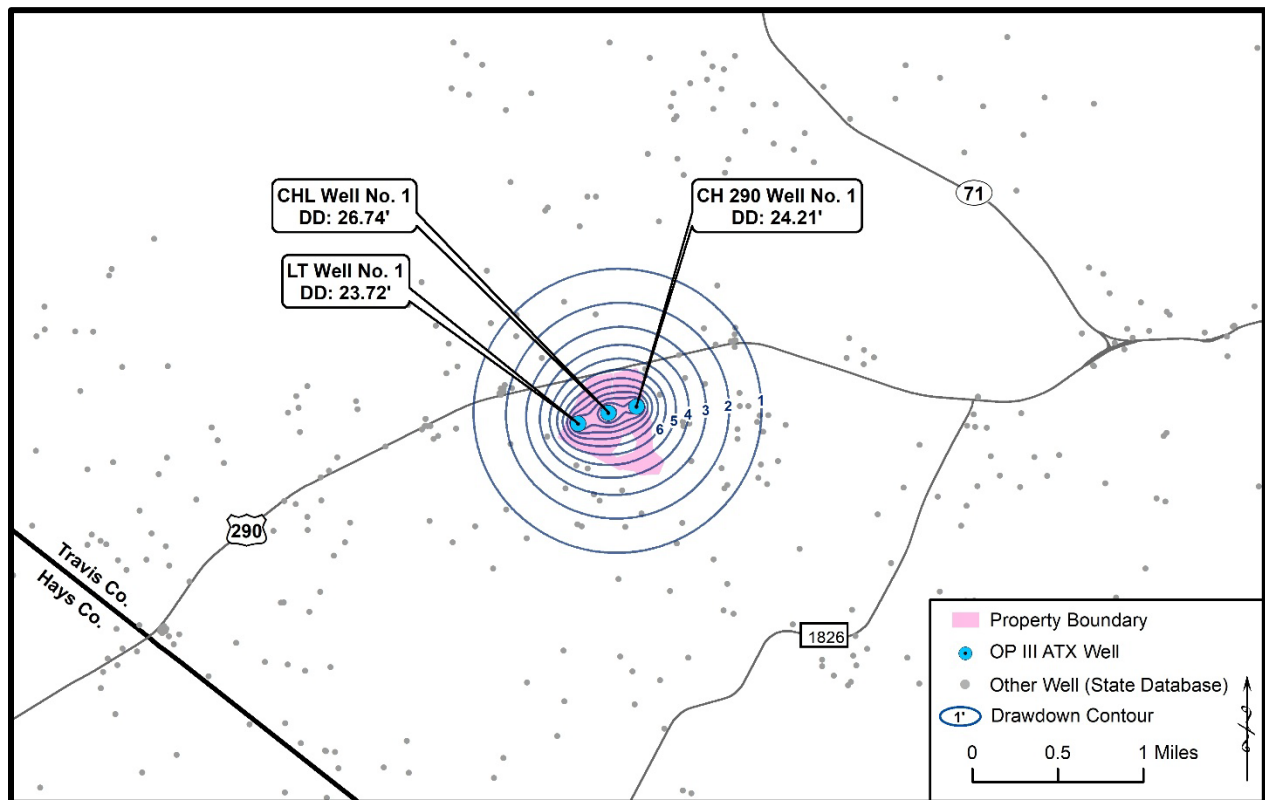 71
CHL Well No. 1
DD: 26.74'
CH 290 Well No. 1
DD: 24.21'
LT Well No. 1
DD: 23.72'
6 5 4 3 2 1
290
Travis Co.
Hays Co.
1826
Property Boundary
OP III ATX Well
Other Well (State Database)
1' Drawdown Contour
0 0.5 1 Miles